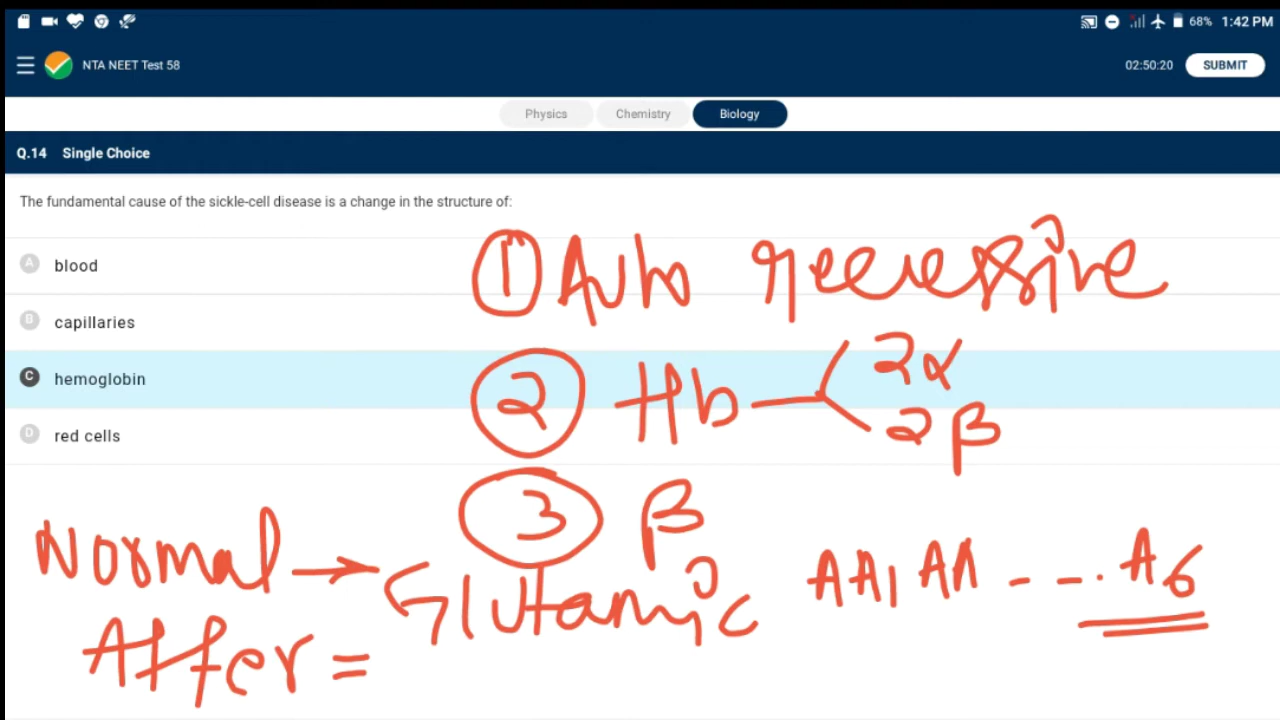 68% 1:42 PM
NTA NEET Test 58
02:50:20 SUBMIT
Physics Chemistry Biology
Q.14 Single Choice
The fundamental cause of the sickle-cell disease is a change in the structure of:
A blood
B capillaries
C hemoglobin
D red cells
① Auto recessive
② Hb 2α
2β
③ β
Normal → Glutamic AA, AA - - . A6
Affer =